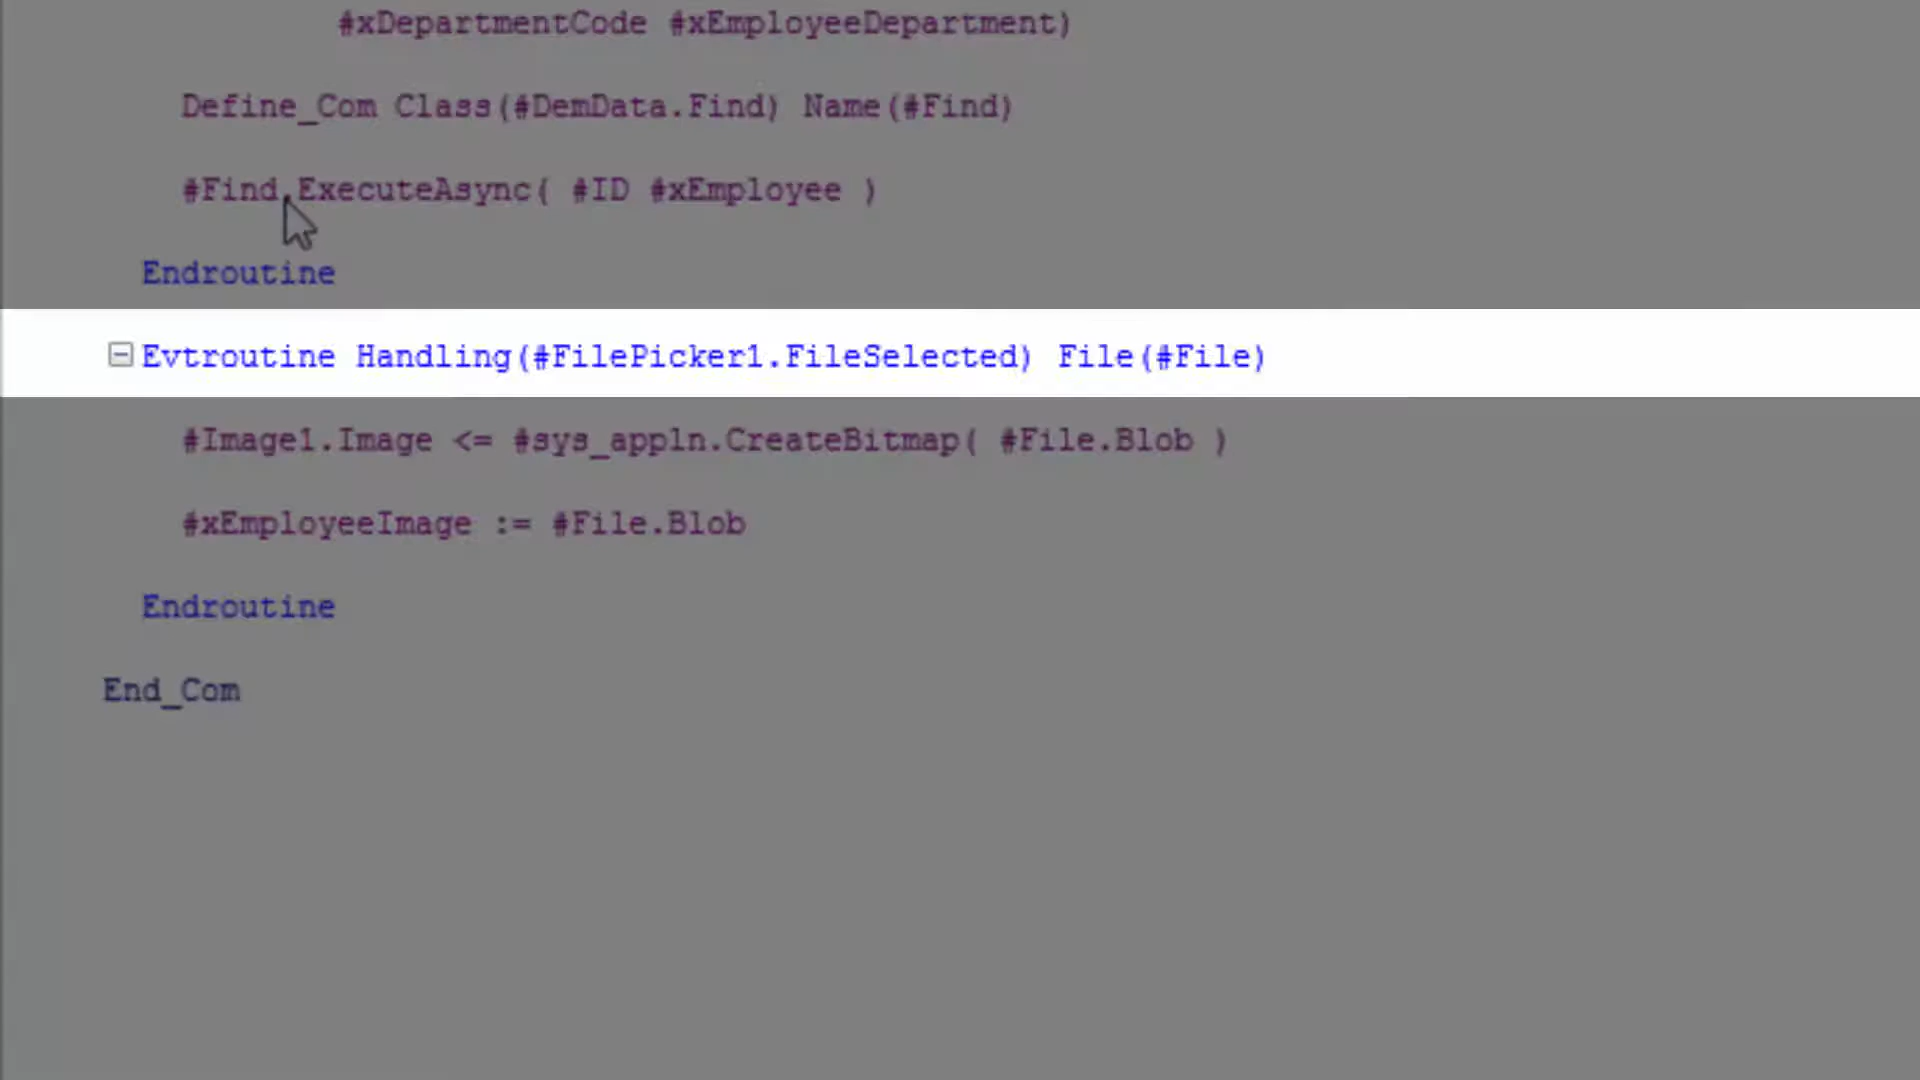 #xDepartmentCode #xEmployeeDepartment)
Define_Com Class(#DemData.Find) Name(#Find)
#Find.ExecuteAsync( #ID #xEmployee )
Endroutine
Evtroutine Handling(#FilePicker1.FileSelected) File(#File)
#Image1.Image <= #sys_appln.CreateBitmap( #File.Blob )
#xEmployeeImage := #File.Blob
Endroutine
End_Com